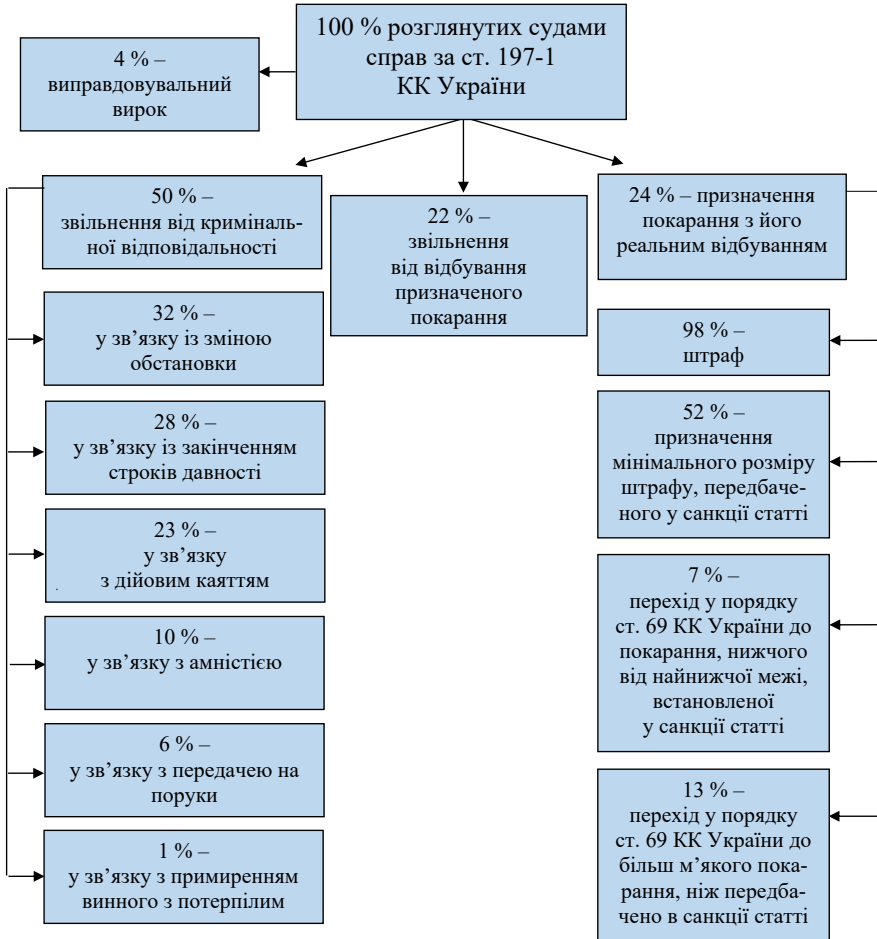 100 % розглянутих судами
справ за ст. 197-1
КК України
4 % –
виправдовувальний
вирок
50 % –
звільнення від криміналь-
ної відповідальності
22 % –
звільнення
від відбування
призначеного
покарання
24 % – призначення
покарання з його
реальним відбуванням
32 % –
у зв’язку із зміною
обстановки
28 % –
у зв’язку із закінченням
строків давності
23 % –
у зв’язку
з дійовим каяттям
10 % –
у зв’язку з амністією
6 % –
у зв’язку з передачею на
поруки
1 % –
у зв’язку з примиренням
винного з потерпілим
98 % –
штраф
52 % –
призначення
мінімального розміру
штрафу, передбаче-
ного у санкції статті
7 % –
перехід у порядку
ст. 69 КК України до
покарання, нижчого
від найнижчої межі,
встановленої
у санкції статті
13 % –
перехід у порядку
ст. 69 КК України до
більш м’якого пока-
рання, ніж передба-
чено в санкції статті